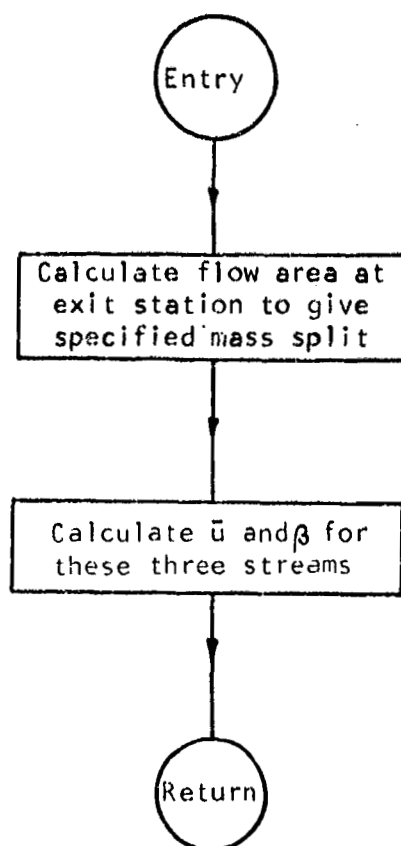 Entry
Calculate flow area at
exit station to give
specified mass split
Calculate ū and β for
these three streams
Return